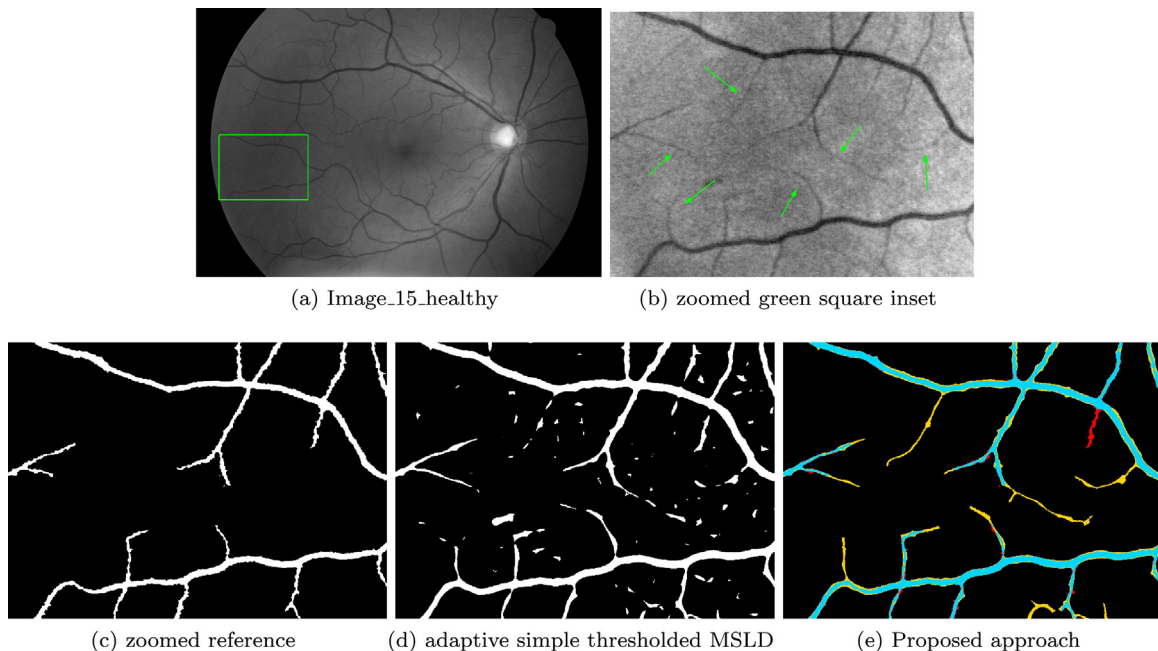 (a) Image_15_healthy
(b) zoomed green square inset
(c) zoomed reference
(d) adaptive simple thresholded MSLD
(e) Proposed approach